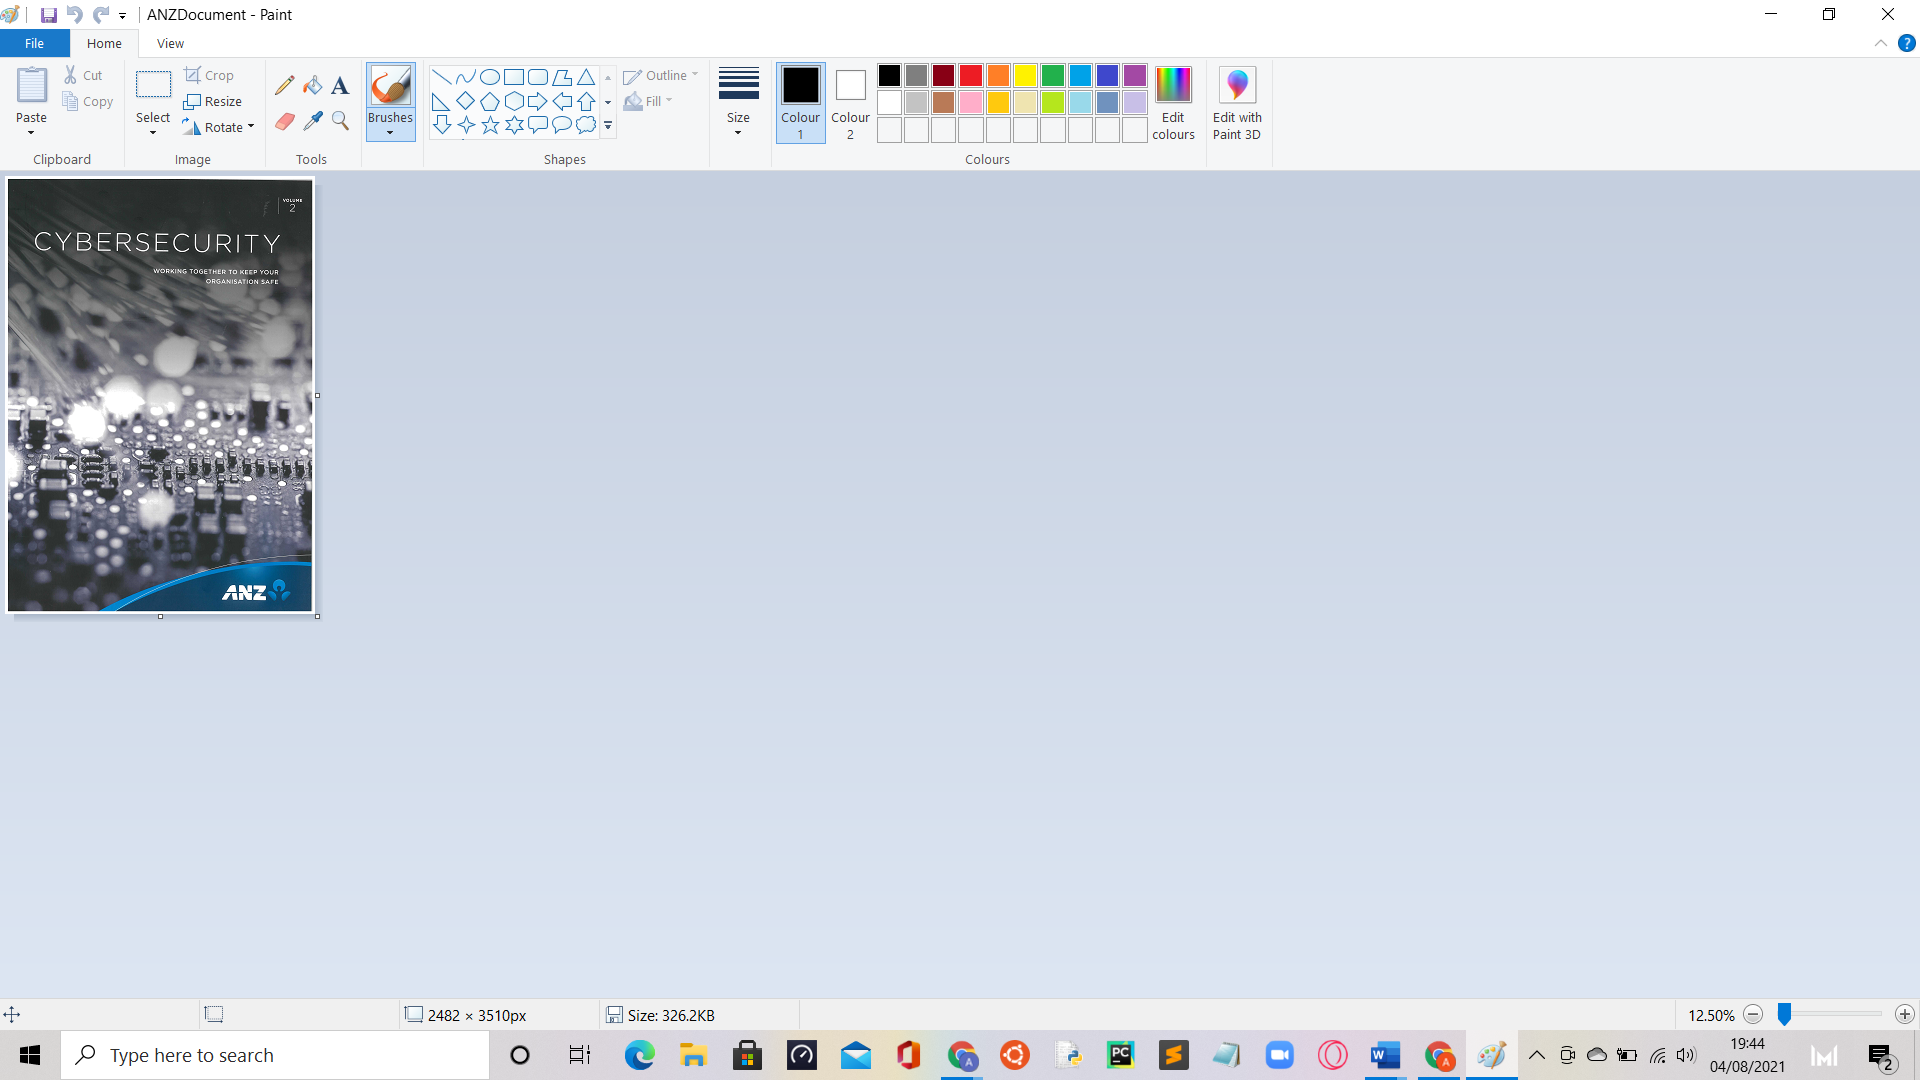 ANZDocument - Paint
File
Home
View
Paste
Cut
Copy
Clipboard
Select
Crop
Resize
Rotate
Image
A
Tools
Brushes
Outline
Fill
Shapes
Size
Colour
1
Colour
2
Edit
colours
Colours
Edit with
Paint 3D
?
VOLUME
2
CYBERSECURITY
WORKING TOGETHER TO KEEP YOUR
ORGANISATION SAFE
ANZ
2482 × 3510px
Size: 326.2KB
12.50%
Type here to search
A
PC
S
W
A
19:44
04/08/2021
2